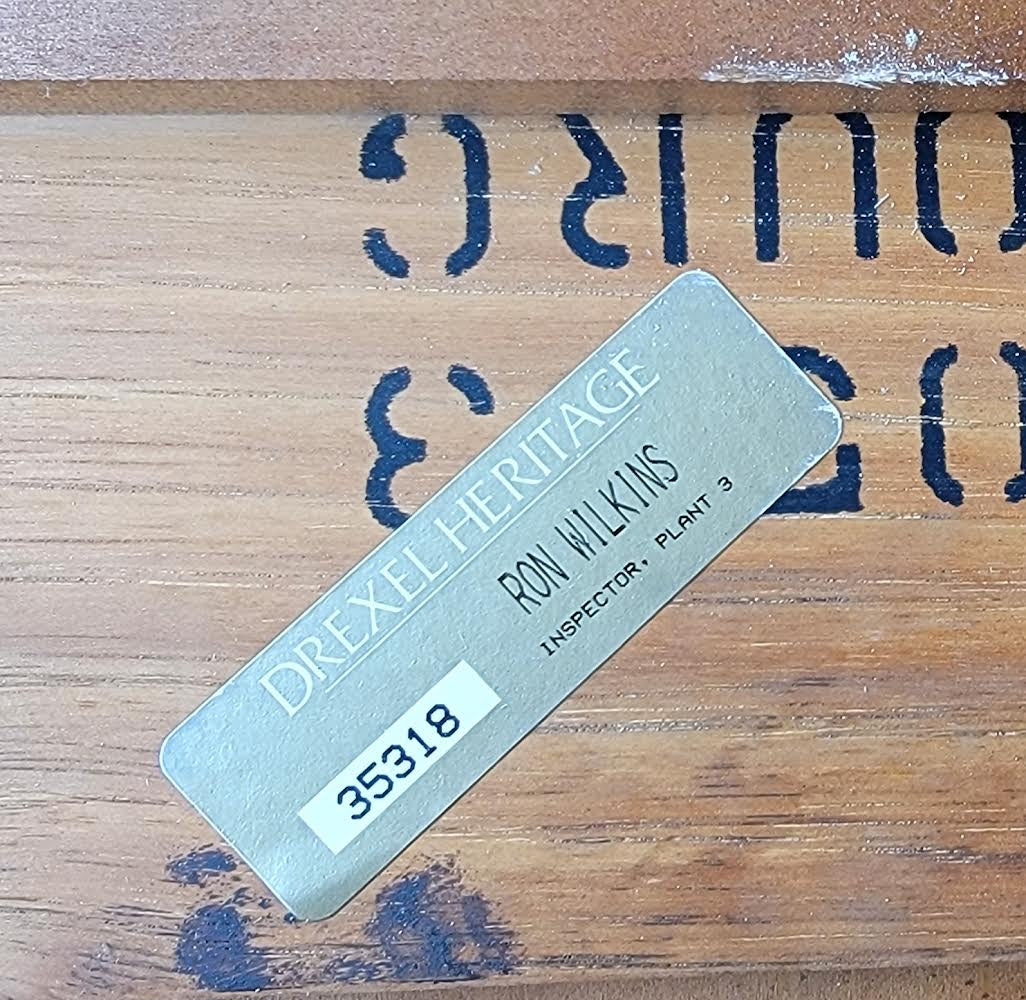 DREXEL HERITAGE
RON WILKINS
INSPECTOR, PLANT 3
35318